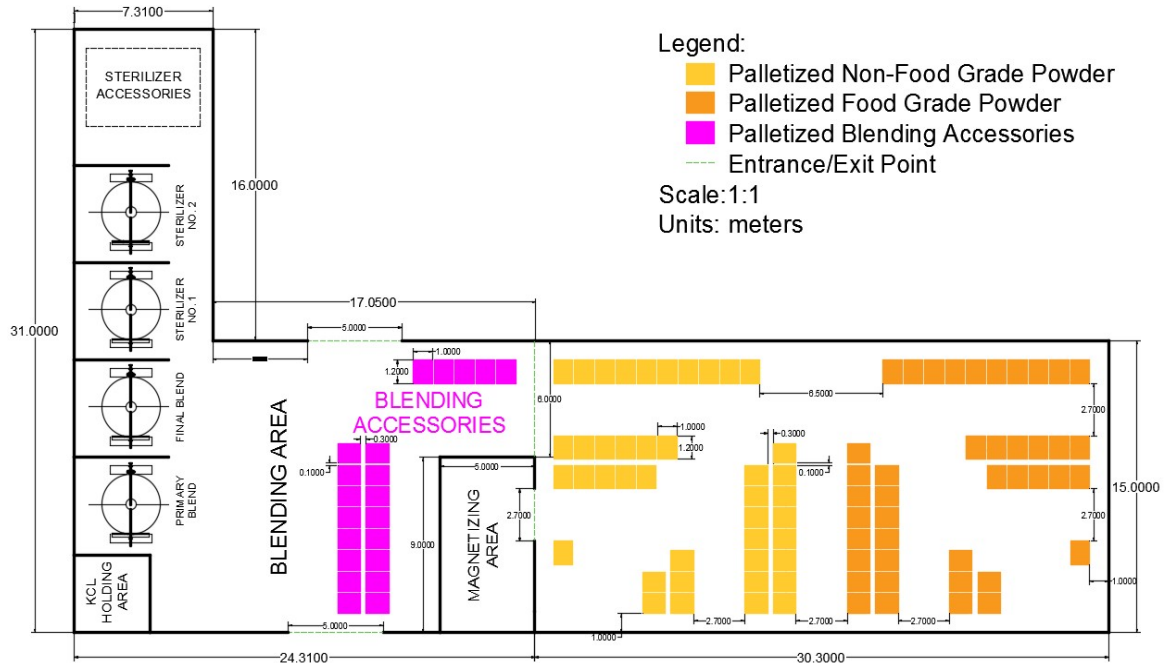 7.3100
Legend:
Palletized Non-Food Grade Powder
Palletized Food Grade Powder
Palletized Blending Accessories
Entrance/Exit Point
Scale:1:1
Units: meters
STERILIZER
ACCESSORIES
16.0000
STERILIZER
NO. 2
STERILIZER
NO. 1
31.0000
17.0500
5.0000
1.0000
1.2000
BLENDING
ACCESSORIES
6.0000
6.5000
2.7000
FINAL BLEND
BLENDING AREA
0.3000
0.1000
1.0000
1.2000
0.3000
0.1000
5.0000
2.7000
2.7000
15.0000
PRIMARY
BLEND
9.0000
MAGNETIZING
AREA
KCL
HOLDING
AREA
1.0000
5.0000
1.0000
2.7000
2.7000
2.7000
24.3100
30.3000